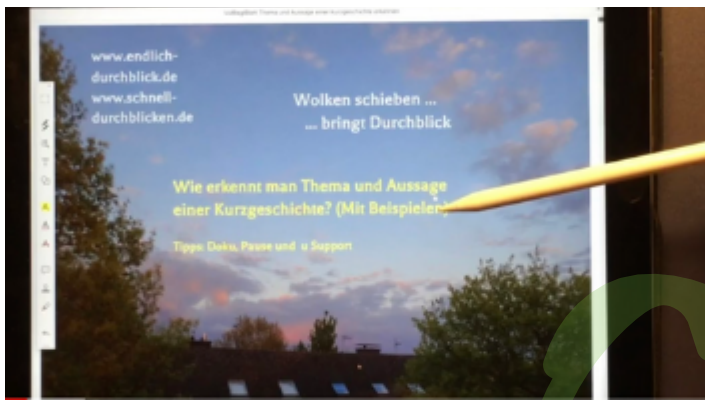 www.endlich-
durchblick.de
www.schnell-
durchblicken.de
Wolken schieben ...
.... bringt Durchblick
Wie erkennt man Thema und Aussage
einer Kurzgeschichte? (Mit Beispielen)
Tipps: Doku, Pause und u Support